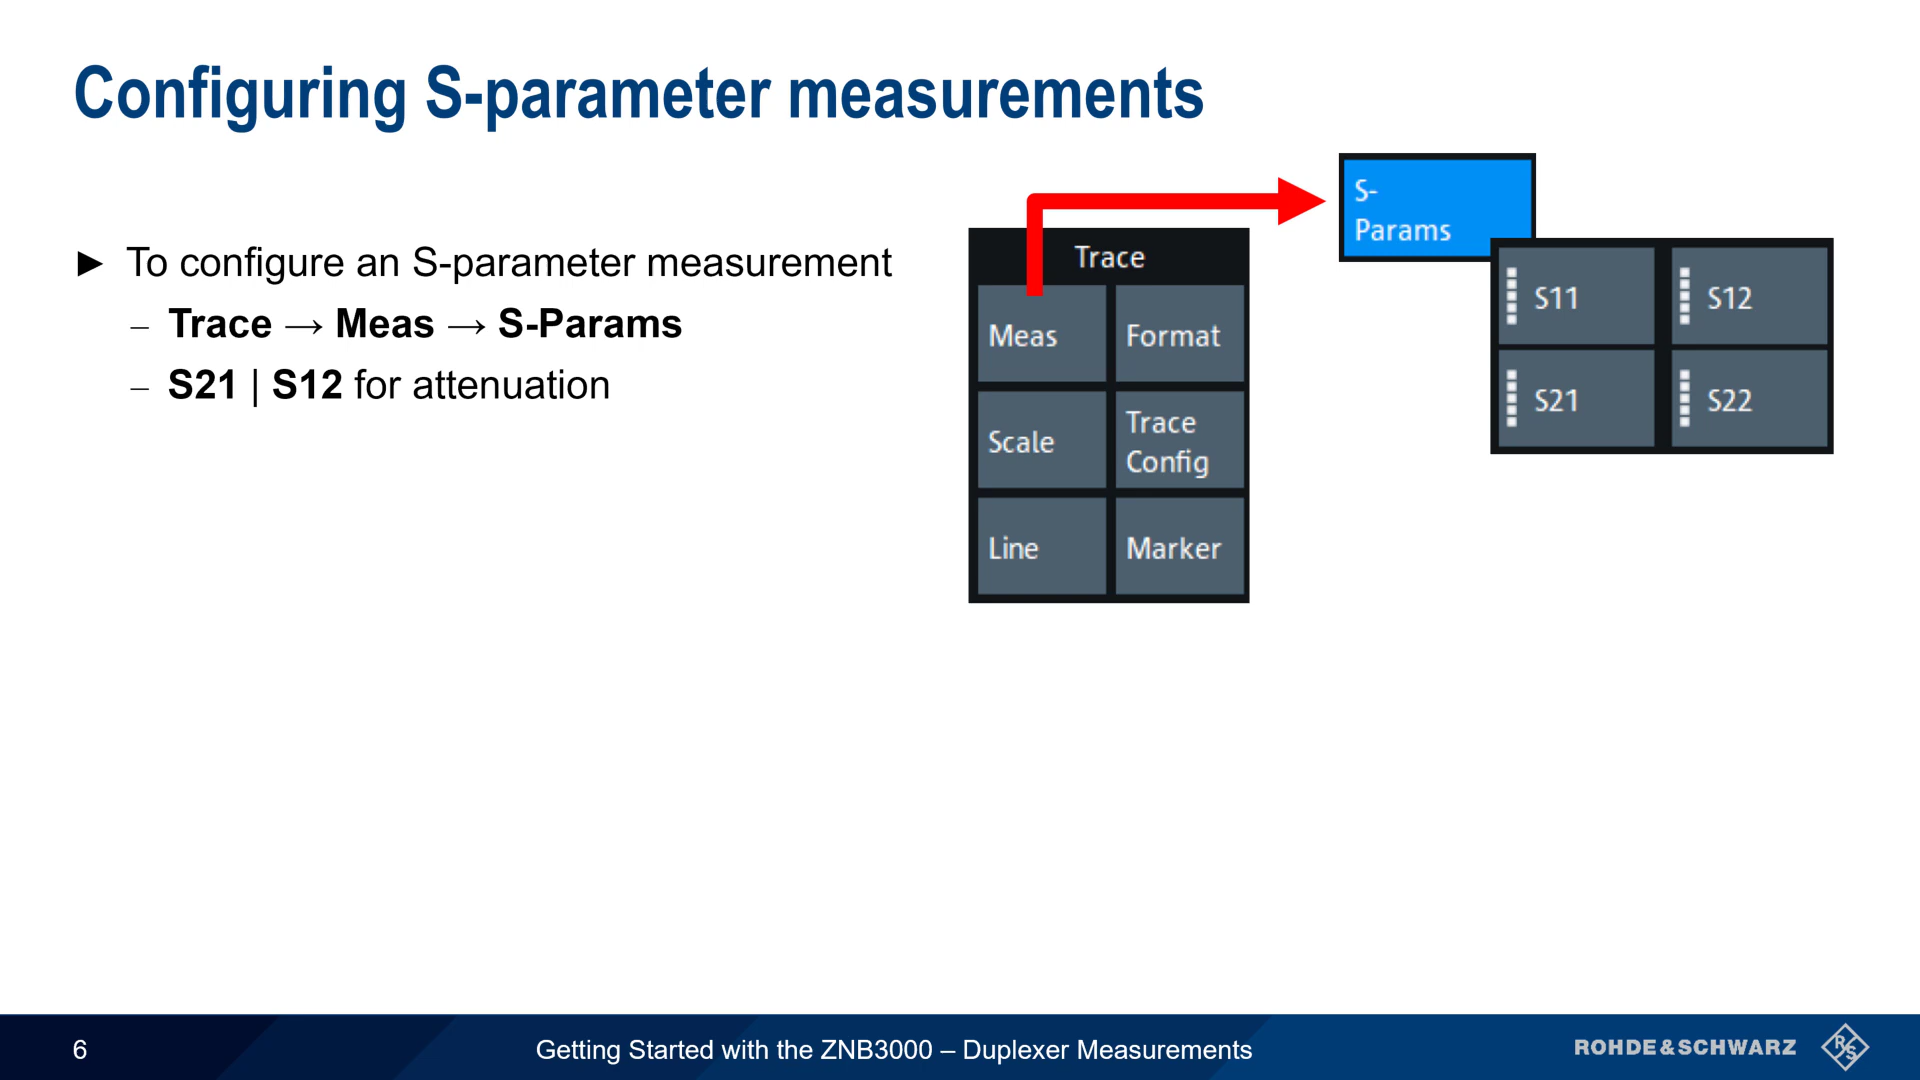 Configuring S-parameter measurements
► To configure an S-parameter measurement
– Trace → Meas → S-Params
– S21 | S12 for attenuation
Trace
Meas Format
Scale Trace Config
Line Marker
S-
Params
S11 S12
S21 S22
6
Getting Started with the ZNB3000 – Duplexer Measurements
ROHDE&SCHWARZ
R
S